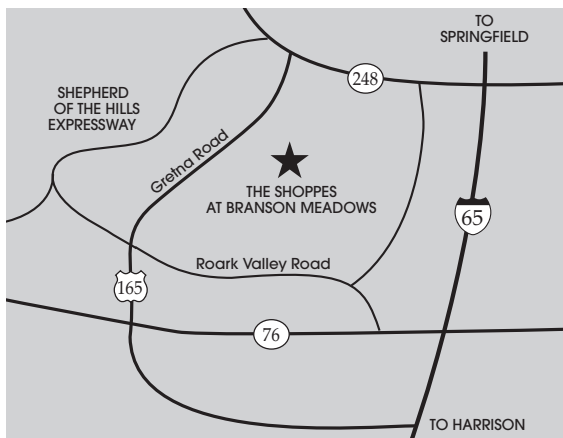 TO
SPRINGFIELD
248
SHEPHERD
OF THE HILLS
EXPRESSWAY
Gretna Road
THE SHOPPES
AT BRANSON MEADOWS
65
Roark Valley Road
165
76
TO HARRISON